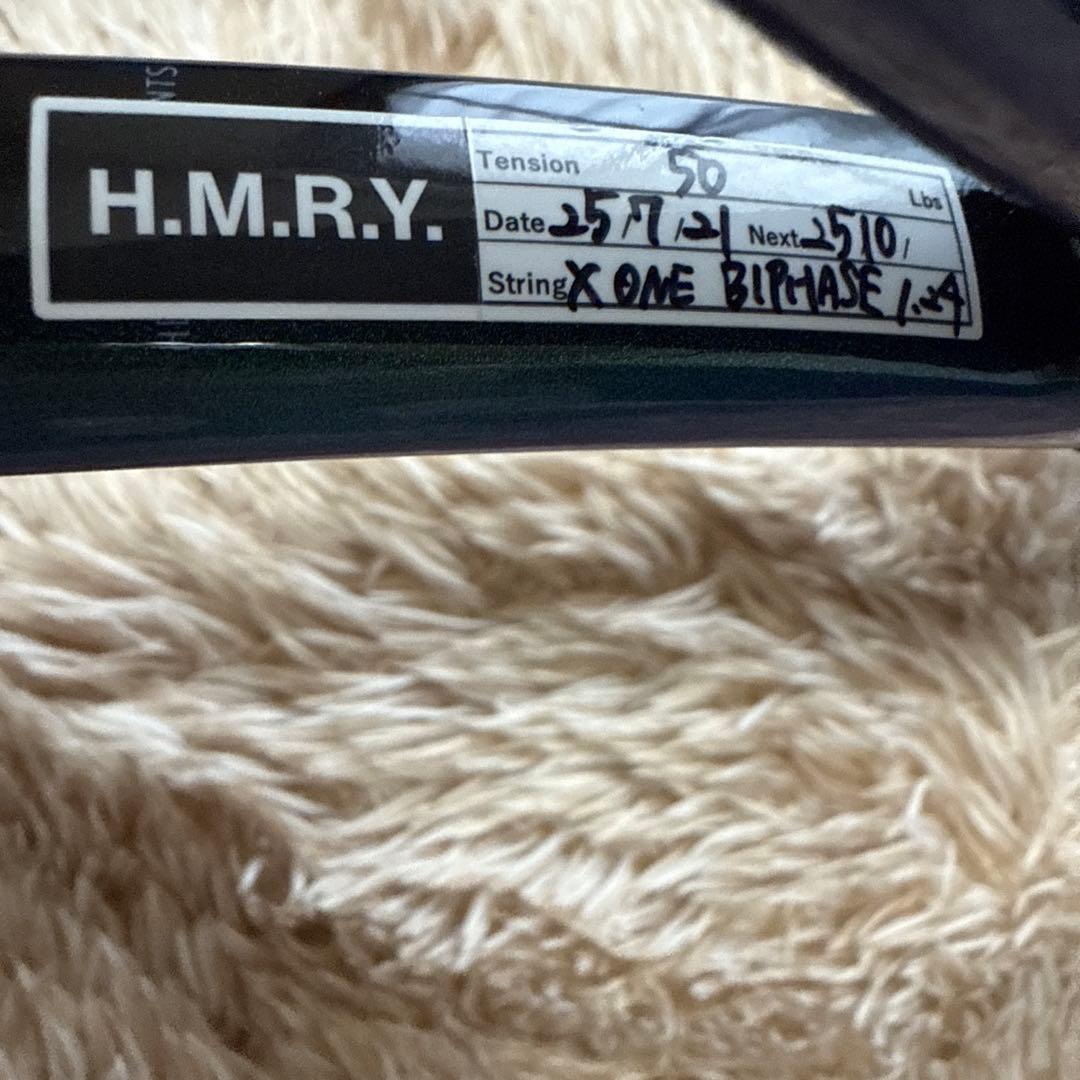 H.M.R.Y.
Tension 50 Lbs
Date 25/7/21 Next 25/10/
String X ONE BIPHASE 1.24